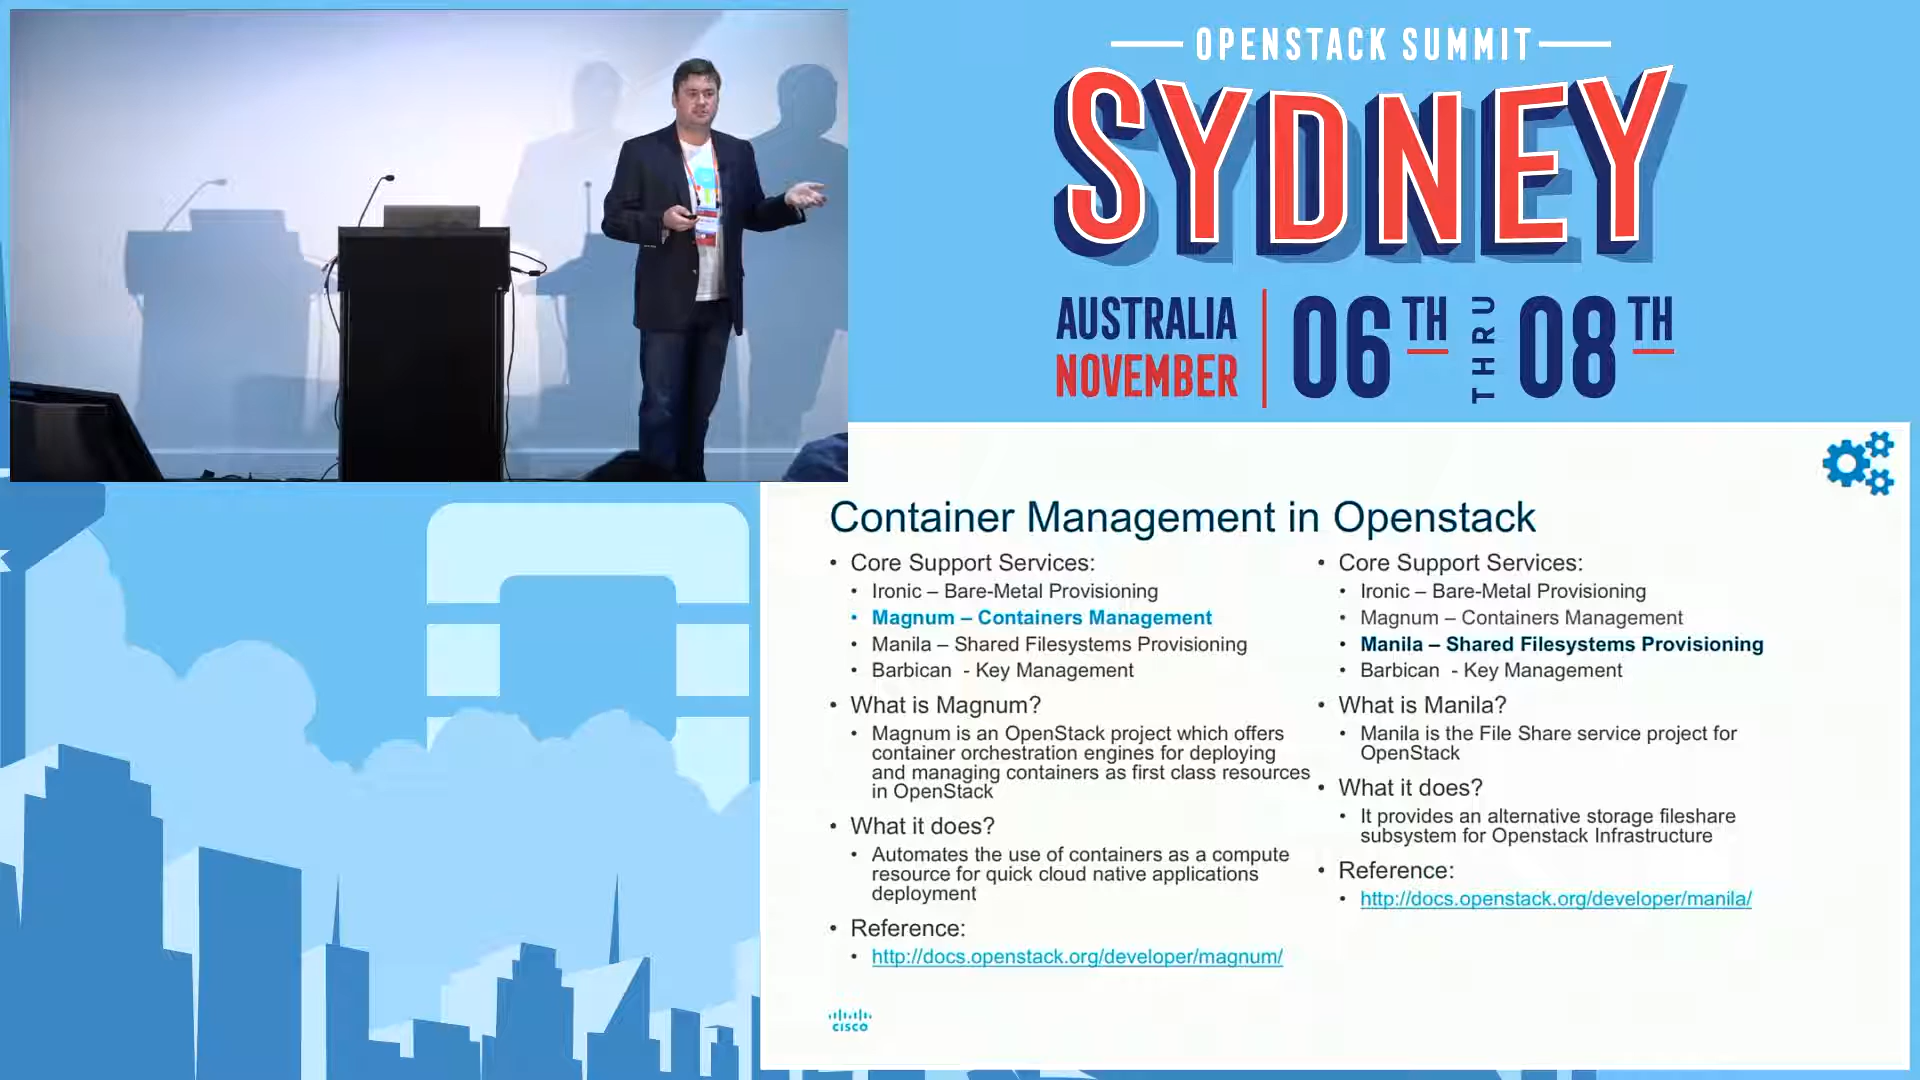 OPENSTACK SUMMIT
SYDNEY
AUSTRALIA
NOVEMBER
06TH THRU 08TH
Container Management in Openstack
• Core Support Services:
• Ironic – Bare-Metal Provisioning
• Magnum – Containers Management
• Manila – Shared Filesystems Provisioning
• Barbican - Key Management
• What is Magnum?
• Magnum is an OpenStack project which offers
container orchestration engines for deploying
and managing containers as first class resources
in OpenStack
• What it does?
• Automates the use of containers as a compute
resource for quick cloud native applications
deployment
• Reference:
• http://docs.openstack.org/developer/magnum/
• Core Support Services:
• Ironic – Bare-Metal Provisioning
• Magnum – Containers Management
• Manila – Shared Filesystems Provisioning
• Barbican - Key Management
• What is Manila?
• Manila is the File Share service project for
OpenStack
• What it does?
• It provides an alternative storage fileshare
subsystem for Openstack Infrastructure
• Reference:
• http://docs.openstack.org/developer/manila/
CISCO